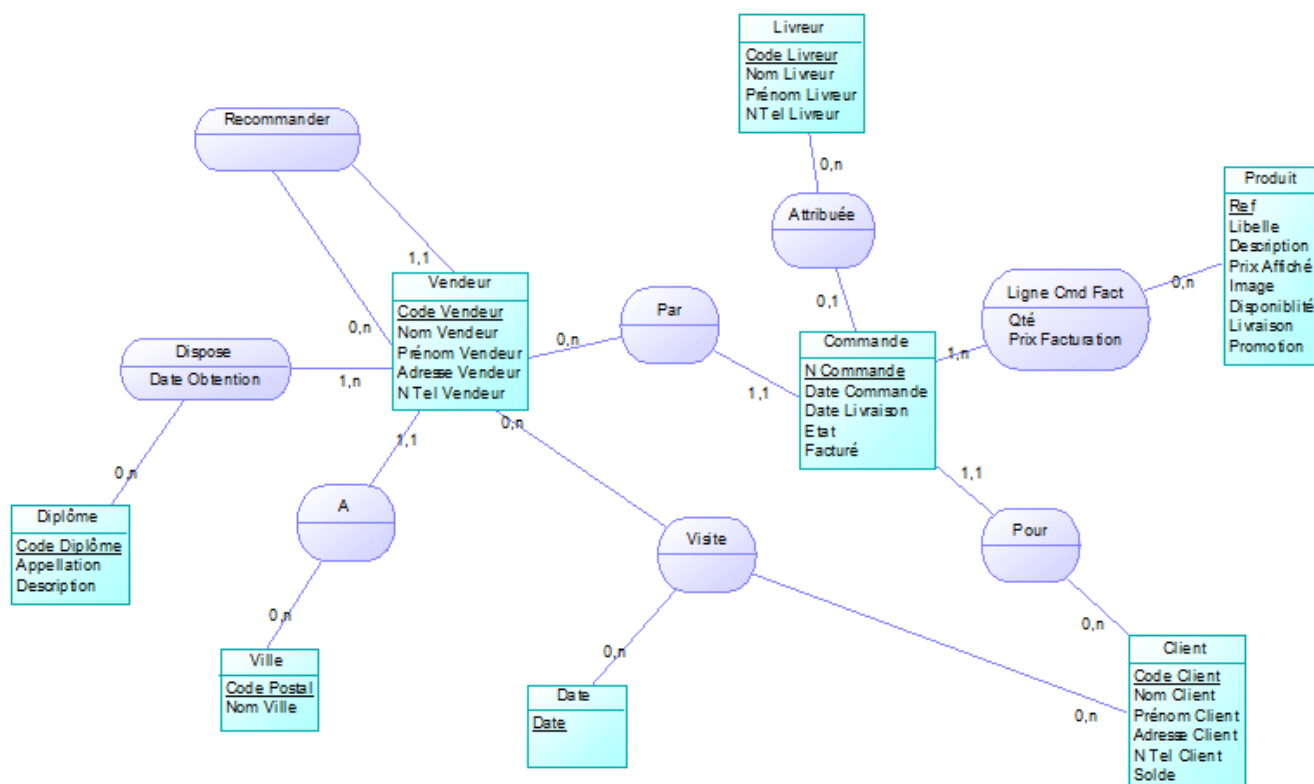 Livreur
Code Livreur
Nom Livreur
Prénom Livreur
N Tel Livreur
Recommander
0,n
Produit
Ref
Libelle
Description
Prix Affiché
Image
Disponiblité
Livraison
Promotion
Attribuée
0,n
1,1
Vendeur
Code Vendeur
Nom Vendeur
Prénom Vendeur
Adresse Vendeur
N Tel Vendeur
Ligne Cmd Fact
Qté
Prix Facturation
0,1
Par
0,n
0,n
Commande
N Commande
Date Commande
Date Livraison
Etat
Facturé
1,n
Dispose
Date Obtention
1,n
1,1
0,n
1,1
0,n
1,1
Diplôme
Code Diplôme
Appellation
Description
A
Visite
Pour
0,n
0,n
0,n
Ville
Code Postal
Nom Ville
Client
Code Client
Nom Client
Prénom Client
Adresse Client
N Tel Client
Solde
Date
Date
0,n